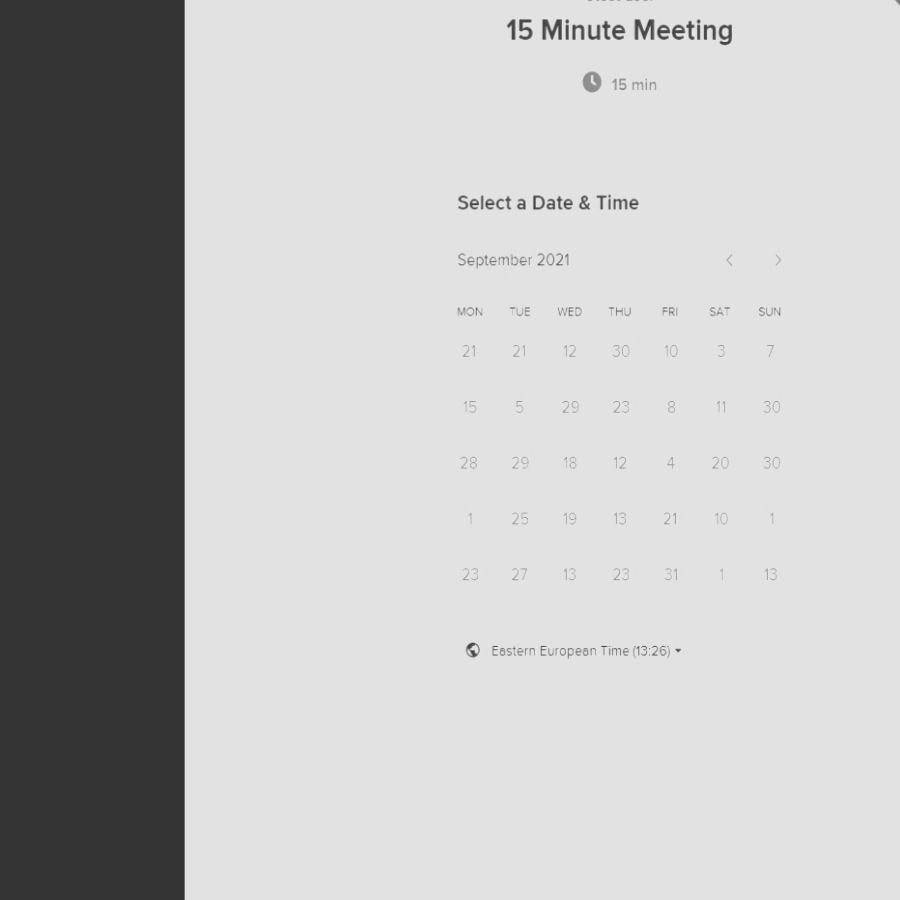 15 Minute Meeting
15 min
Select a Date & Time
September 2021
MON TUE WED THU FRI SAT SUN
21 21 12 30 10 3 7
15 5 29 23 8 11 30
28 29 18 12 4 20 30
1 25 19 13 21 10 1
23 27 13 23 31 1 13
Eastern European Time (13:26)